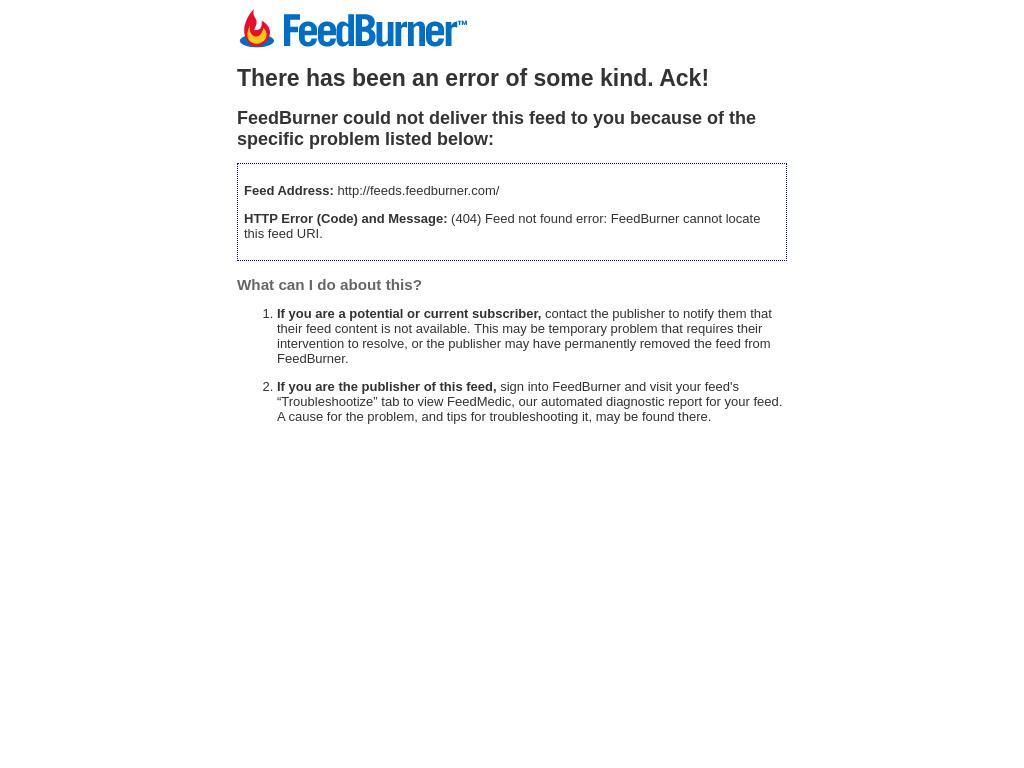 FeedBurner™
There has been an error of some kind. Ack!
FeedBurner could not deliver this feed to you because of the
specific problem listed below:
Feed Address: http://feeds.feedburner.com/
HTTP Error (Code) and Message: (404) Feed not found error: FeedBurner cannot locate
this feed URI.
What can I do about this?
1. If you are a potential or current subscriber, contact the publisher to notify them that
their feed content is not available. This may be temporary problem that requires their
intervention to resolve, or the publisher may have permanently removed the feed from
FeedBurner.
2. If you are the publisher of this feed, sign into FeedBurner and visit your feed's
“Troubleshootize” tab to view FeedMedic, our automated diagnostic report for your feed.
A cause for the problem, and tips for troubleshooting it, may be found there.